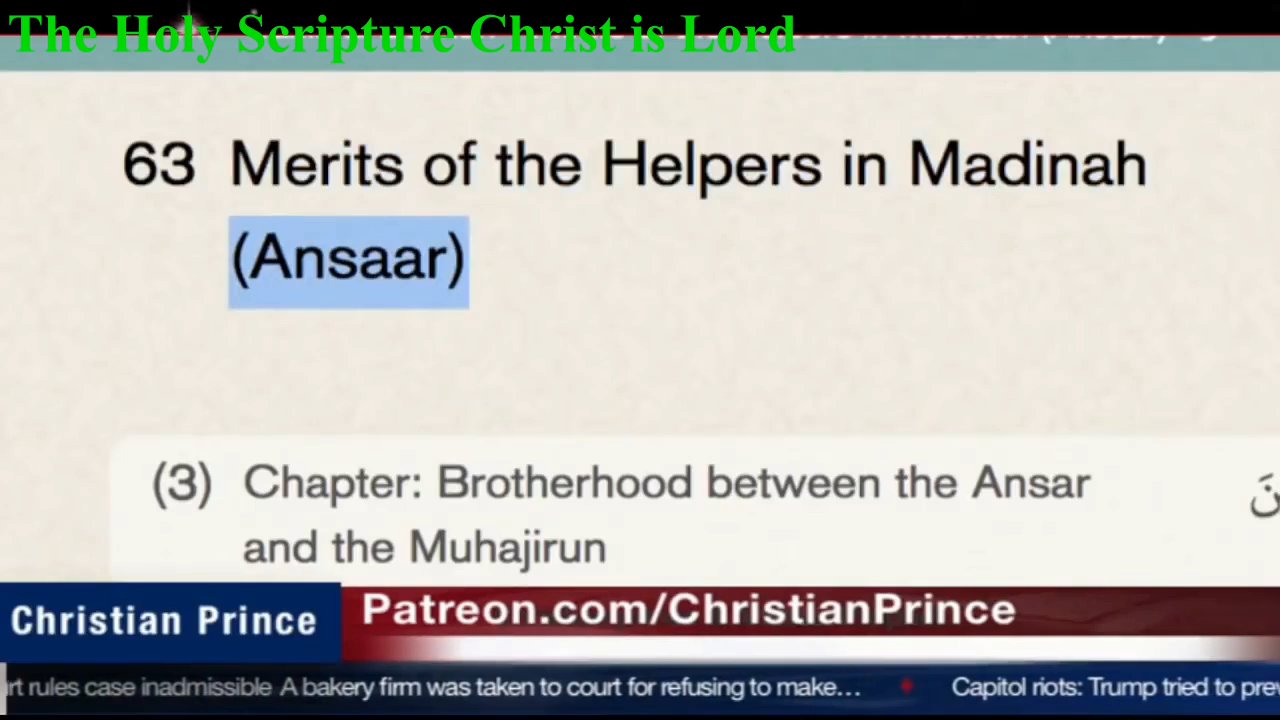 The Holy Scripture Christ is Lord
63 Merits of the Helpers in Madinah
(Ansaar)
(3) Chapter: Brotherhood between the Ansar
and the Muhajirun
Christian Prince
Patreon.com/ChristianPrince
rt rules case inadmissible A bakery firm was taken to court for refusing to make... Capitol riots: Trump tried to prev